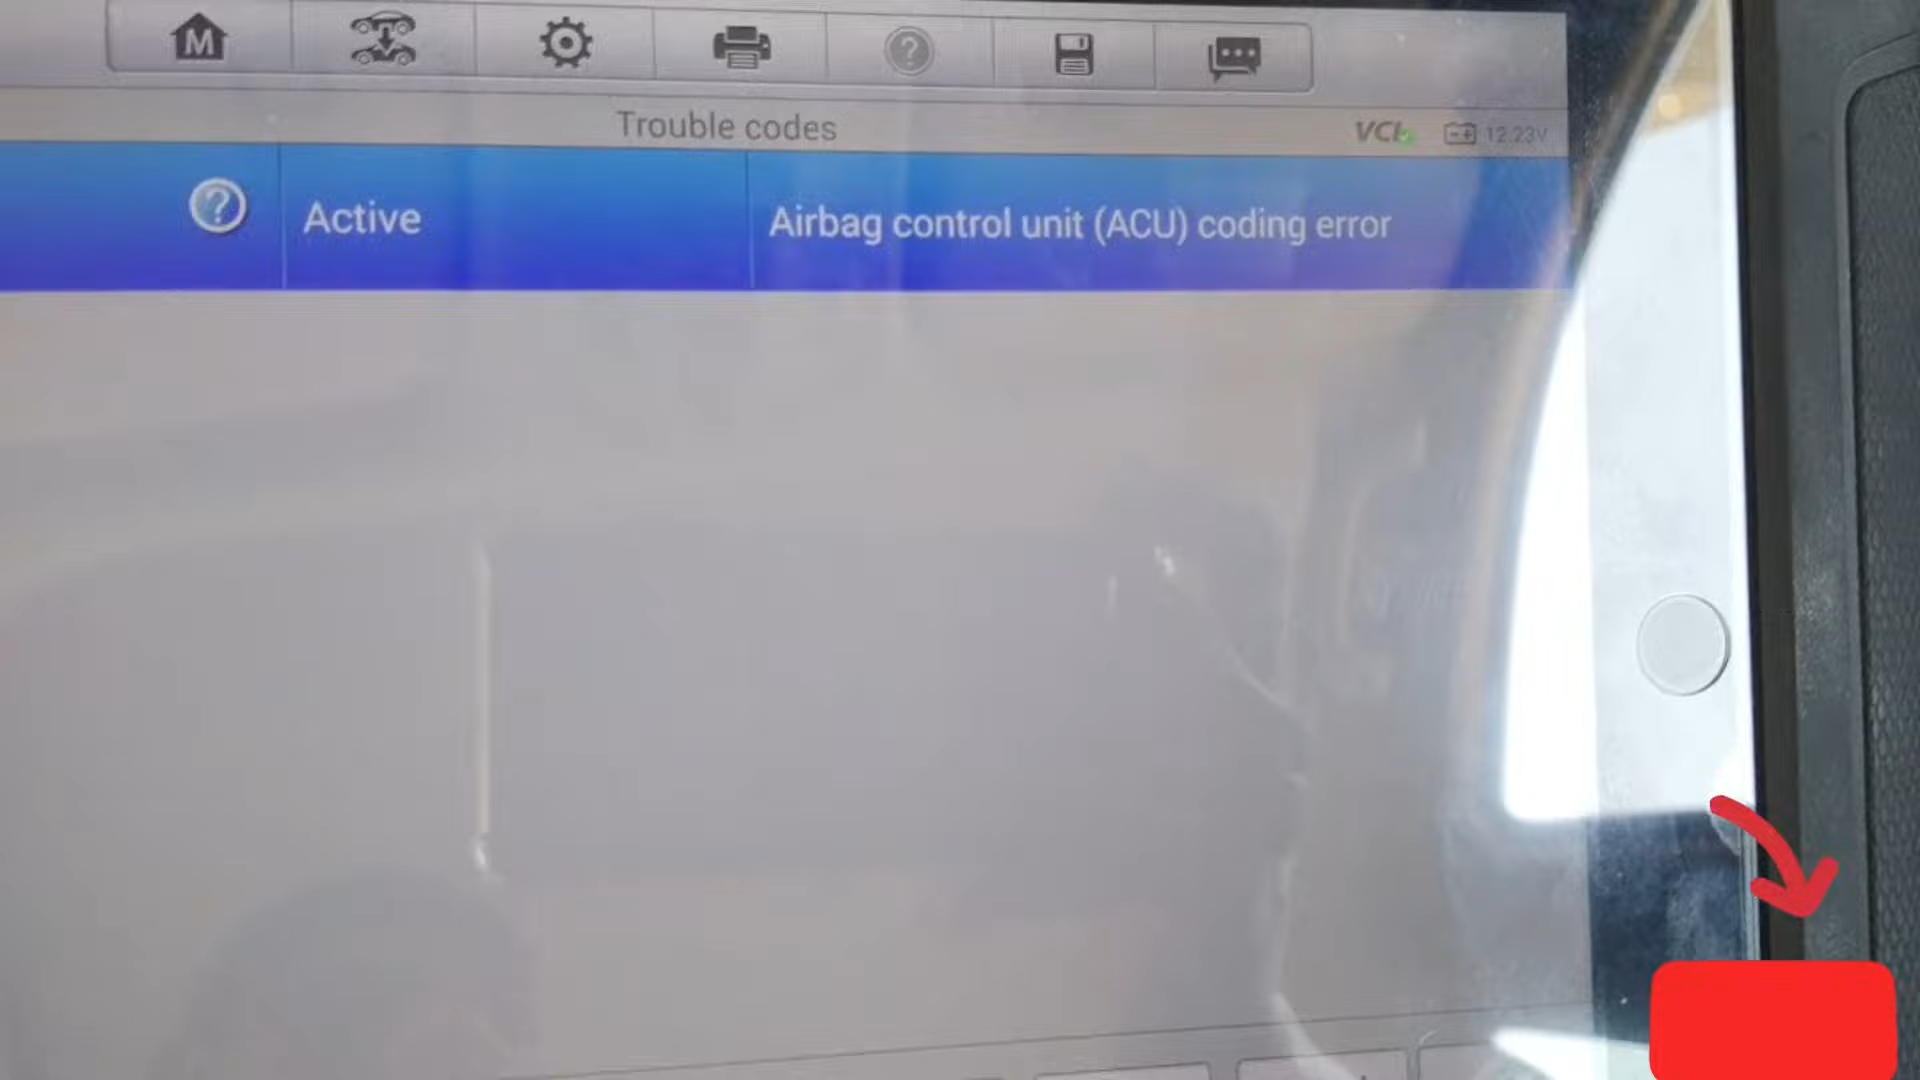 M
?
Trouble codes
VCI
12.23V
?
Active
Airbag control unit (ACU) coding error